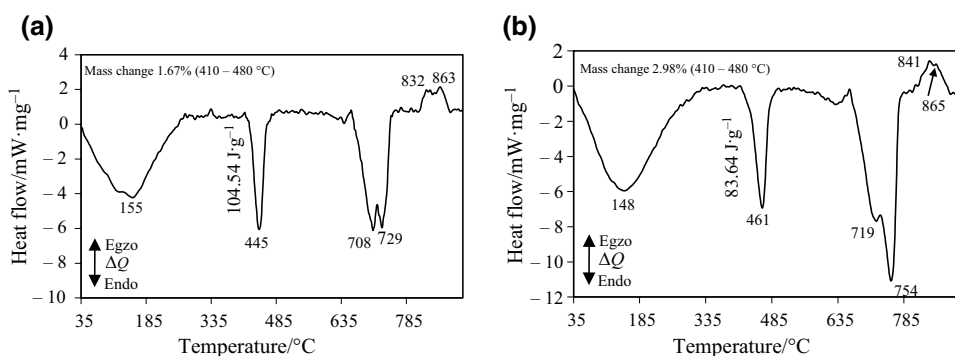 (a)
Heat flow/mW·mg⁻¹
4
2
0
– 2
– 4
– 6
– 8
– 10
Mass change 1.67% (410 – 480 °C)
832 863
104.54 J·g⁻¹
155
445
708
729
Egzo
ΔQ
Endo
35 185 335 485 635 785
Temperature/°C
(b)
Heat flow/mW·mg⁻¹
2
0
– 2
– 4
– 6
– 8
– 10
– 12
Mass change 2.98% (410 – 480 °C)
841
865
83.64 J·g⁻¹
148
461
719
754
Egzo
ΔQ
Endo
35 185 335 485 635 785
Temperature/°C